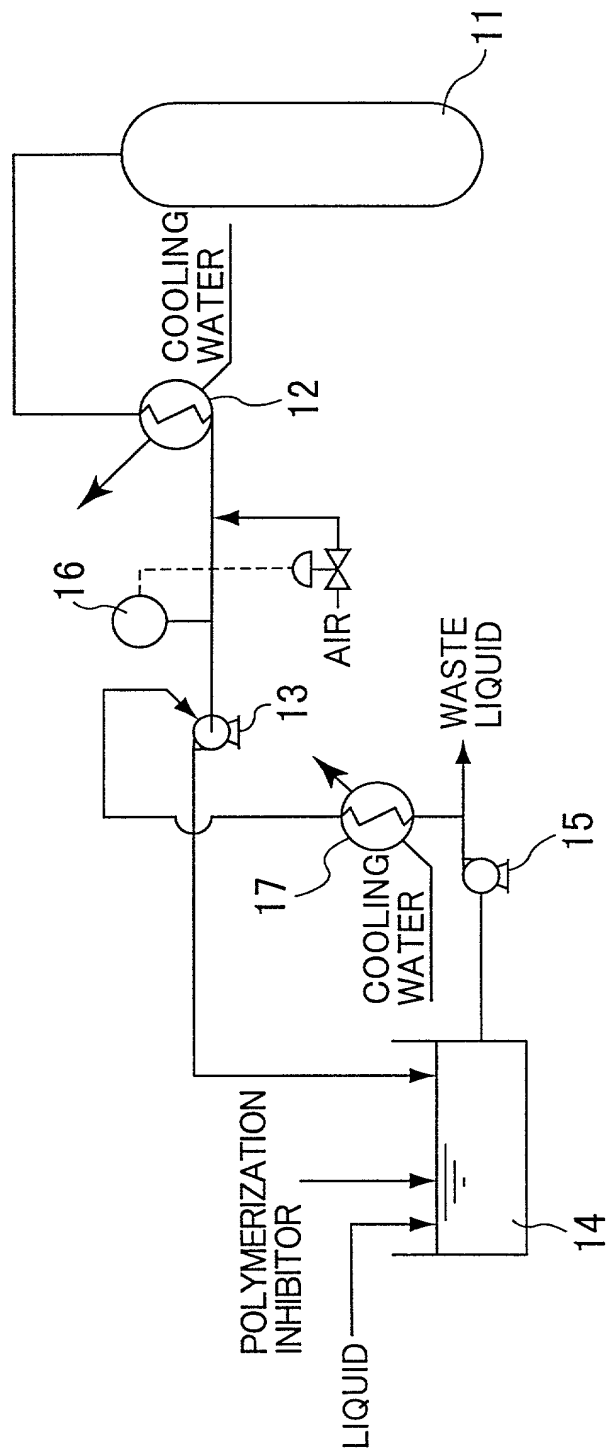 11
COOLING
WATER
12
16
AIR
13
WASTE
LIQUID
17
15
COOLING
WATER
POLYMERIZATION
INHIBITOR
14
LIQUID